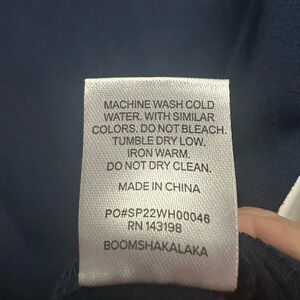 MACHINE WASH COLD
WATER. WITH SIMILAR
COLORS. DO NOT BLEACH.
TUMBLE DRY LOW.
IRON WARM.
DO NOT DRY CLEAN.
MADE IN CHINA
PO#SP22WH00046
RN 143198
BOOMSHAKALAKA